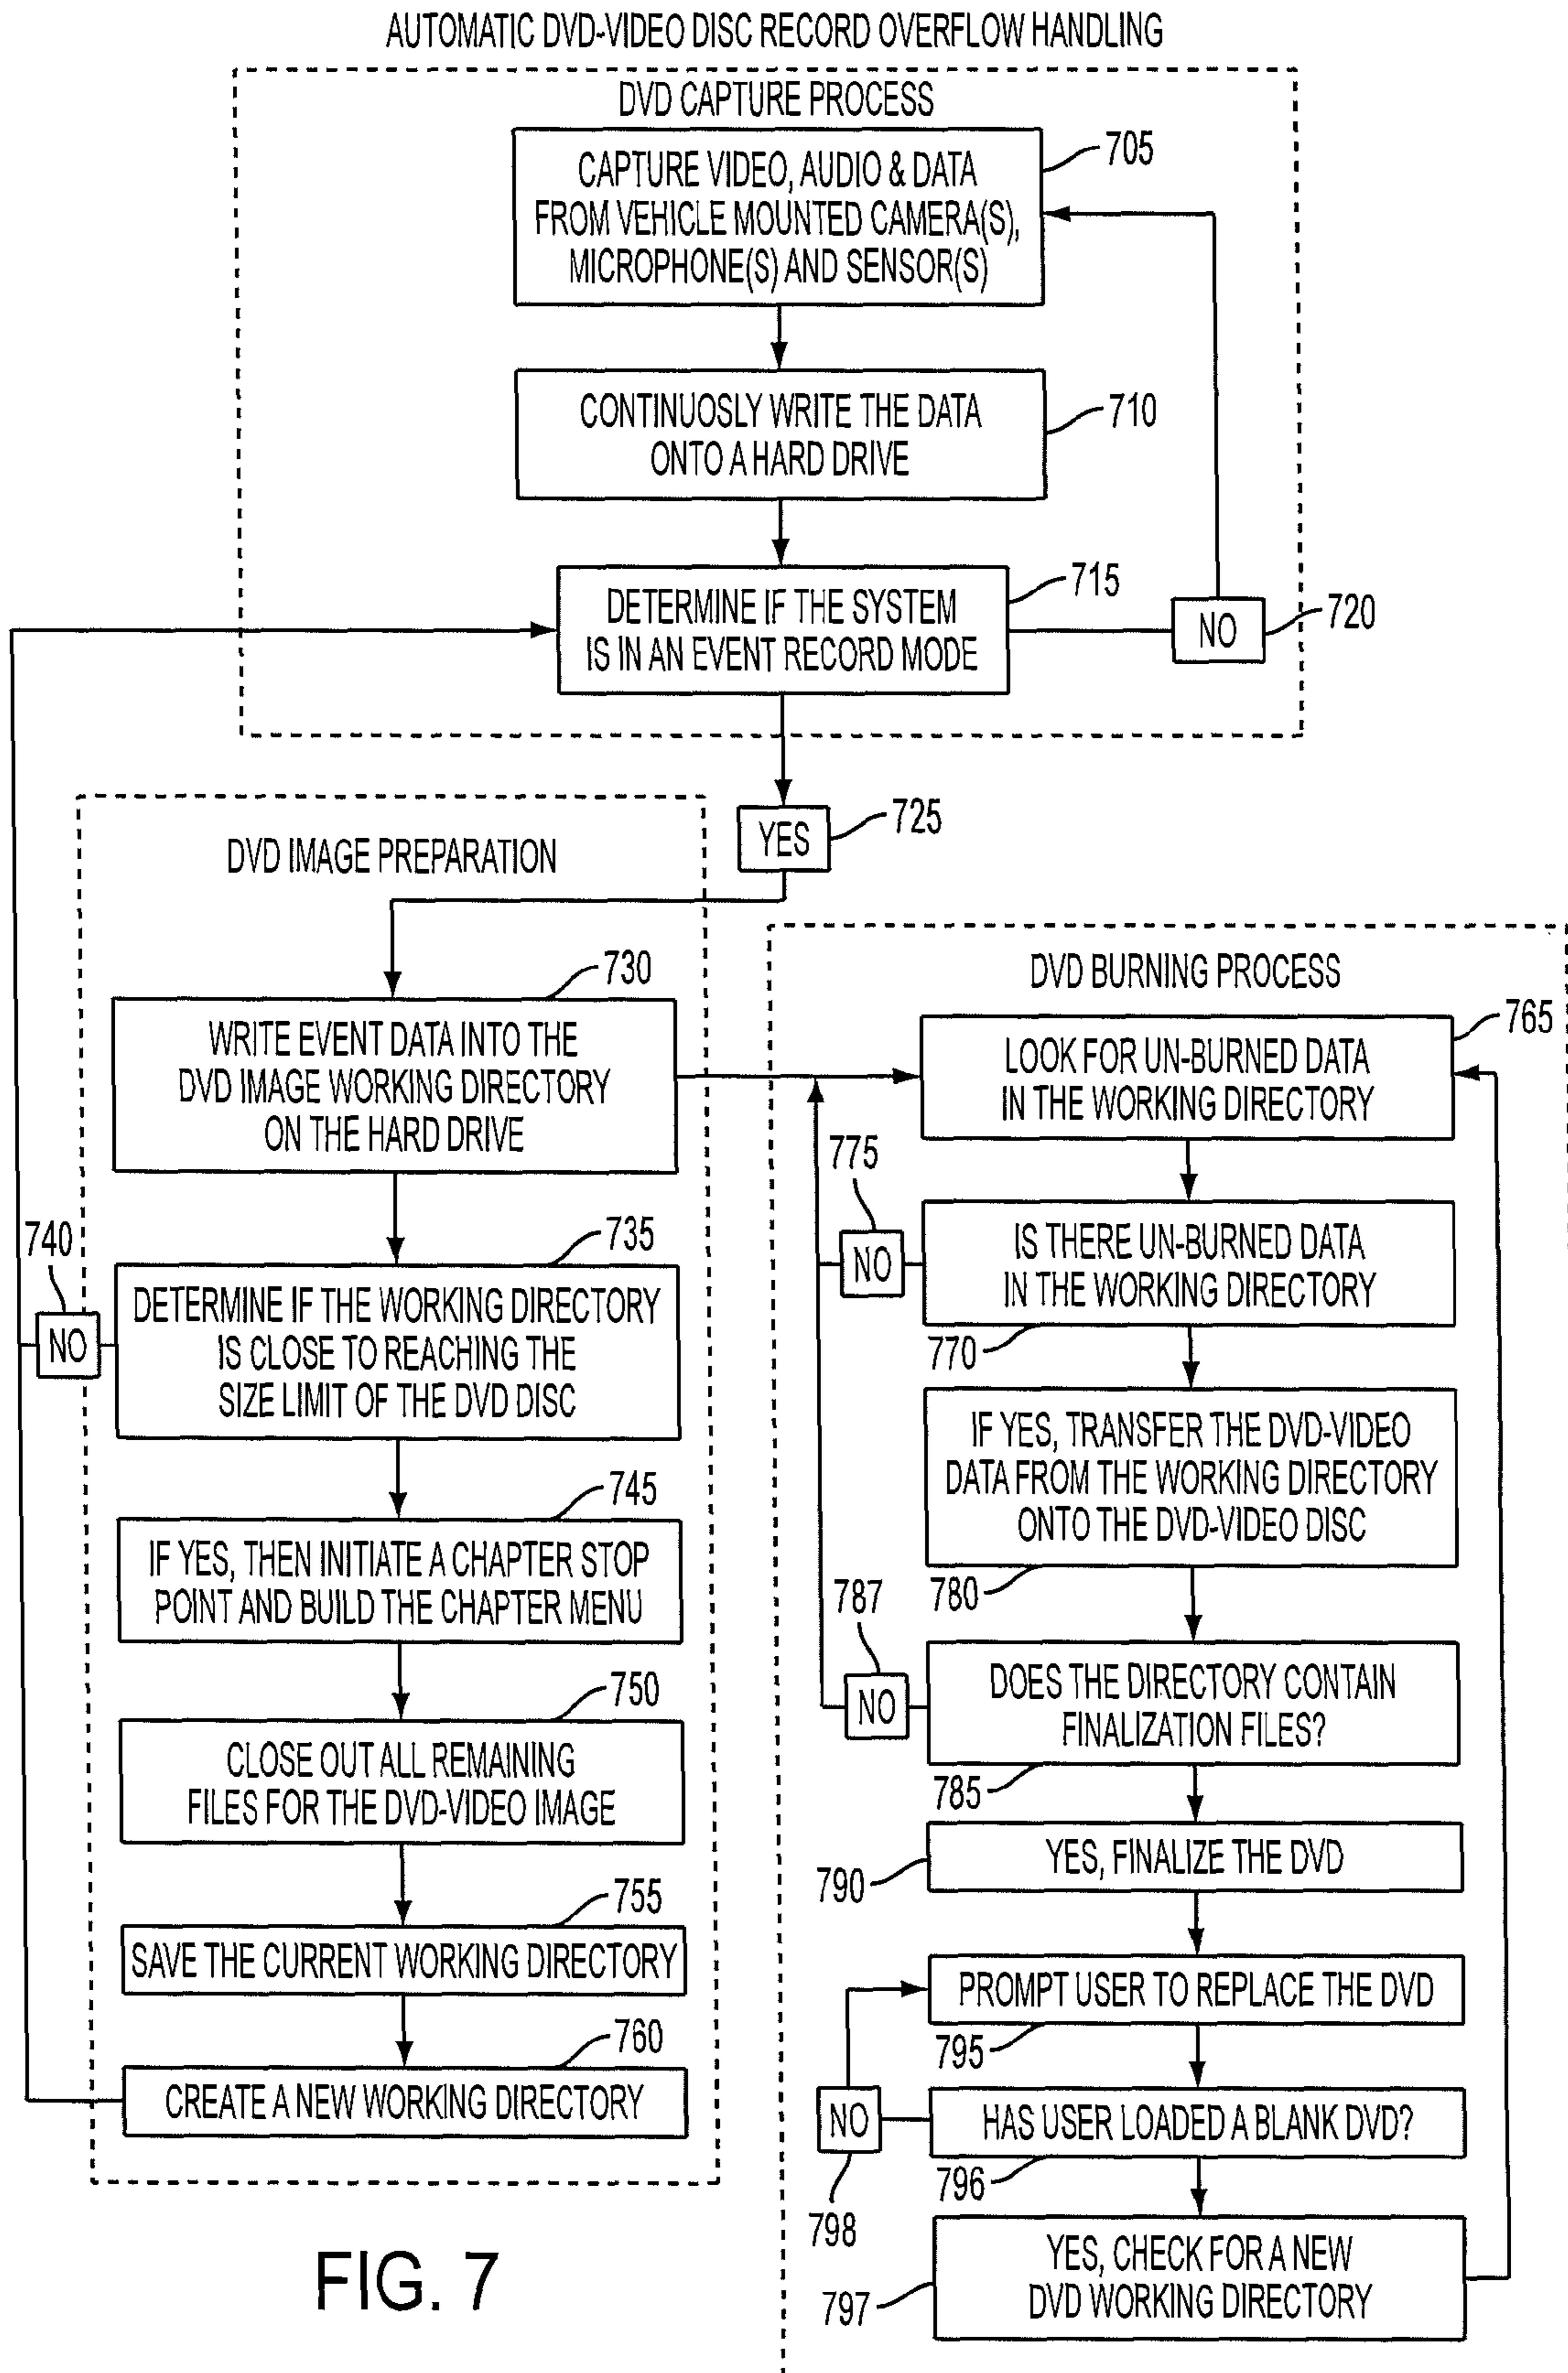 AUTOMATIC DVD-VIDEO DISC RECORD OVERFLOW HANDLING
DVD CAPTURE PROCESS
CAPTURE VIDEO, AUDIO & DATA
FROM VEHICLE MOUNTED CAMERA(S),
MICROPHONE(S) AND SENSOR(S)
705
CONTINUOSLY WRITE THE DATA
ONTO A HARD DRIVE
710
DETERMINE IF THE SYSTEM
IS IN AN EVENT RECORD MODE
715
NO
720
YES
725
DVD IMAGE PREPARATION
730
WRITE EVENT DATA INTO THE
DVD IMAGE WORKING DIRECTORY
ON THE HARD DRIVE
735
DETERMINE IF THE WORKING DIRECTORY
IS CLOSE TO REACHING THE
SIZE LIMIT OF THE DVD DISC
740
NO
745
IF YES, THEN INITIATE A CHAPTER STOP
POINT AND BUILD THE CHAPTER MENU
750
CLOSE OUT ALL REMAINING
FILES FOR THE DVD-VIDEO IMAGE
755
SAVE THE CURRENT WORKING DIRECTORY
760
CREATE A NEW WORKING DIRECTORY
DVD BURNING PROCESS
765
LOOK FOR UN-BURNED DATA
IN THE WORKING DIRECTORY
775
NO
IS THERE UN-BURNED DATA
IN THE WORKING DIRECTORY
770
IF YES, TRANSFER THE DVD-VIDEO
DATA FROM THE WORKING DIRECTORY
ONTO THE DVD-VIDEO DISC
780
787
NO
DOES THE DIRECTORY CONTAIN
FINALIZATION FILES?
785
YES, FINALIZE THE DVD
790
PROMPT USER TO REPLACE THE DVD
795
NO
798
HAS USER LOADED A BLANK DVD?
796
YES, CHECK FOR A NEW
DVD WORKING DIRECTORY
797
FIG. 7